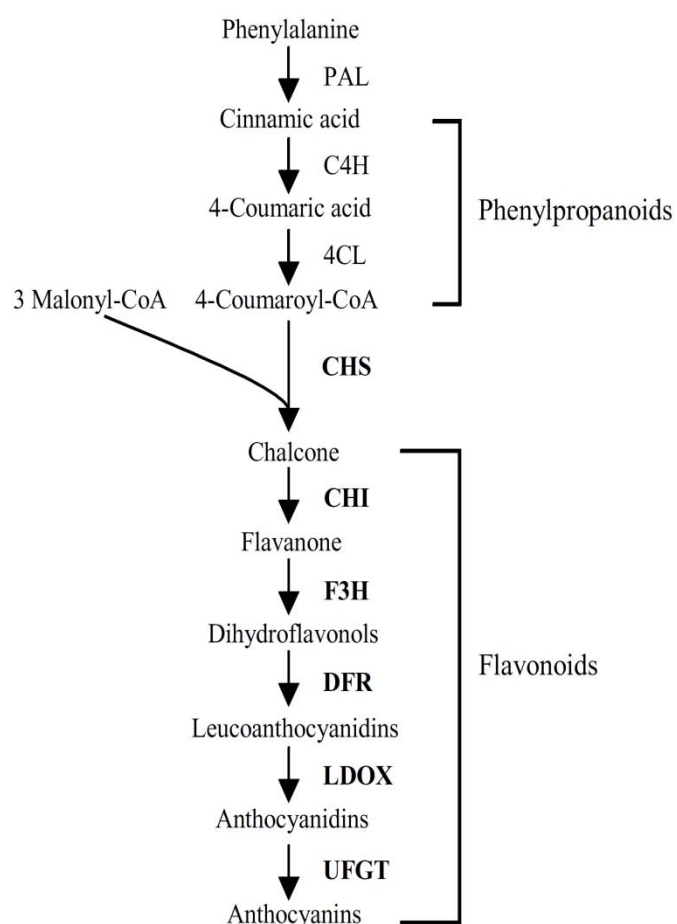 Phenylalanine
PAL
Cinnamic acid
C4H
4-Coumaric acid
Phenylpropanoids
4CL
3 Malonyl-CoA 4-Coumaroyl-CoA
CHS
Chalcone
CHI
Flavanone
F3H
Dihydroflavonols
Flavonoids
DFR
Leucoanthocyanidins
LDOX
Anthocyanidins
UFGT
Anthocyanins